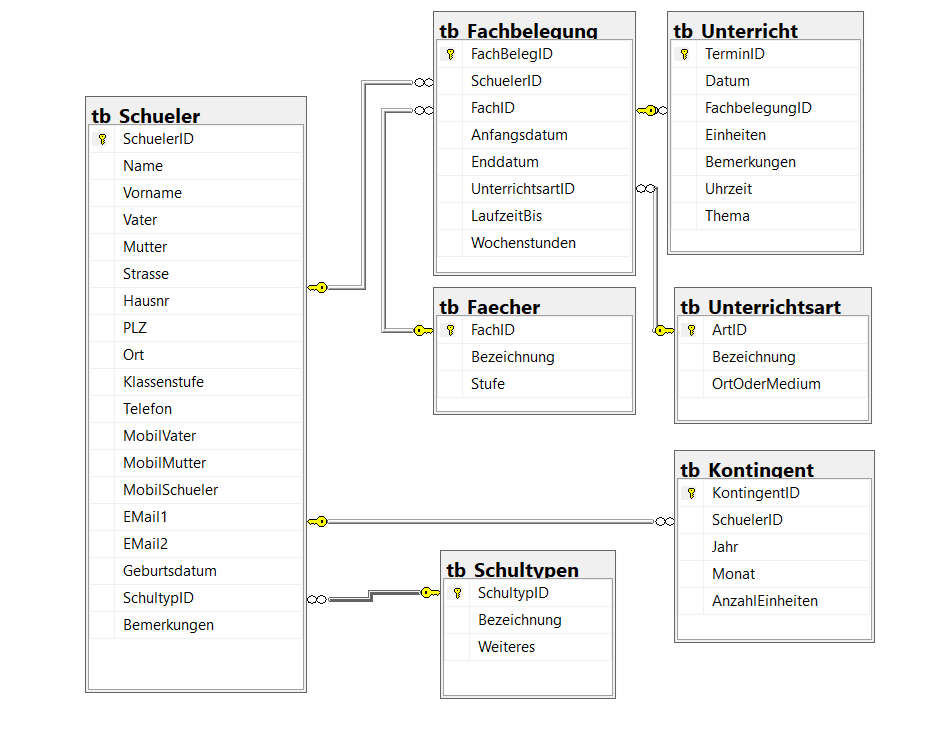 tb_Schueler
SchuelerID
Name
Vorname
Vater
Mutter
Strasse
Hausnr
PLZ
Ort
Klassenstufe
Telefon
MobilVater
MobilMutter
MobilSchueler
EMail1
EMail2
Geburtsdatum
SchultypID
Bemerkungen
tb_Fachbelegung
FachBelegID
SchuelerID
FachID
Anfangsdatum
Enddatum
UnterrichtsartID
LaufzeitBis
Wochenstunden
tb_Unterricht
TerminID
Datum
FachbelegungID
Einheiten
Bemerkungen
Uhrzeit
Thema
tb_Faecher
FachID
Bezeichnung
Stufe
tb_Unterrichtsart
ArtID
Bezeichnung
OrtOderMedium
tb_Kontingent
KontingentID
SchuelerID
Jahr
Monat
AnzahlEinheiten
tb_Schultypen
SchultypID
Bezeichnung
Weiteres